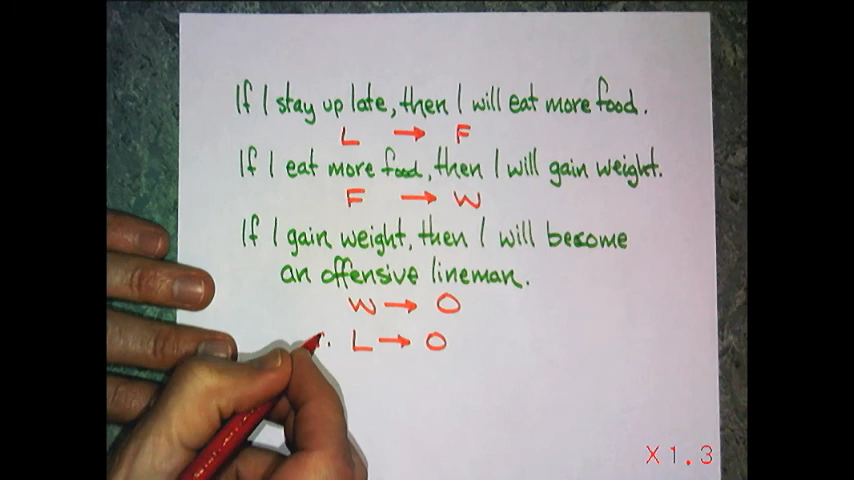 If I stay up late, then I will eat more food.
L → F
If I eat more food, then I will gain weight.
F → W
If I gain weight, then I will become
an offensive lineman.
W → O
L → O
X1.3